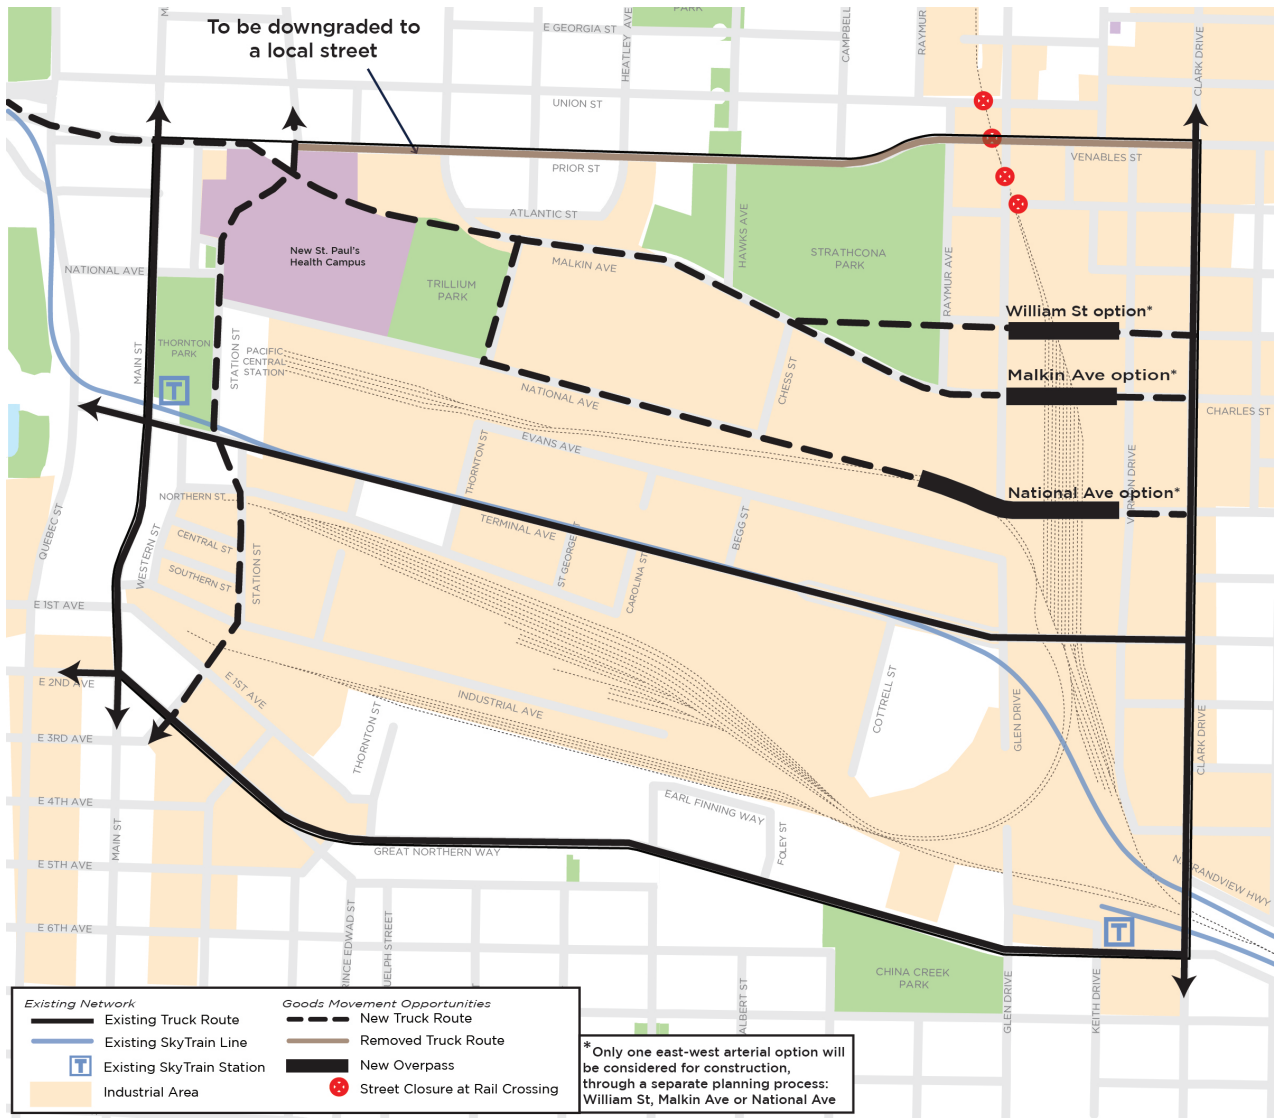 To be downgraded to
a local street
M
E GEORGIA ST
HEATLEY AVE
PARK
CAMPBELL
RAYMUR
CLARK DRIVE
UNION ST
PRIOR ST
VENABLES ST
ATLANTIC ST
HAWKS AVE
STRATHCONA
PARK
RAYMUR AVE
New St. Paul's
Health Campus
MALKIN AVE
NATIONAL AVE
TRILLIUM
PARK
William St option*
MAIN ST
THORNTON
PARK
T
STATION ST
PACIFIC
CENTRAL
STATION
CHESS ST
Malkin Ave option*
NATIONAL AVE
CHARLES ST
EVANS AVE
THORNTON ST
National Ave option*
NORTHERN ST
QUEBEC ST
WESTERN ST
CENTRAL ST
SOUTHERN ST
STATION ST
TERMINAL AVE
ST GEORGE ST
CAROLINA ST
BEGG ST
E 1ST AVE
E 2ND AVE
E 1ST AVE
E 3RD AVE
INDUSTRIAL AVE
THORNTON ST
COTTRELL ST
GLEN DRIVE
CLARK DRIVE
E 4TH AVE
EARL FINNING WAY
FOLEY ST
MAIN ST
GREAT NORTHERN WAY
E 5TH AVE
E 6TH AVE
T
CHINA CREEK
PARK
ALBERT ST
GLEN DRIVE
KEITH DRIVE
Existing Network
Existing Truck Route
Existing SkyTrain Line
T Existing SkyTrain Station
Industrial Area
Goods Movement Opportunities
New Truck Route
Removed Truck Route
New Overpass
Street Closure at Rail Crossing
*Only one east-west arterial option will
be considered for construction,
through a separate planning process:
William St, Malkin Ave or National Ave